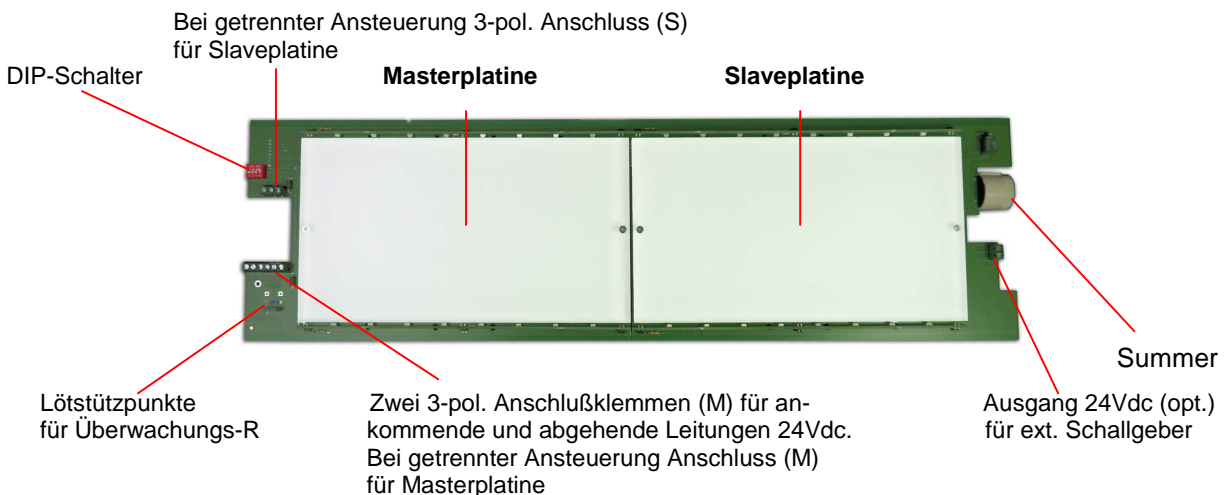 Bei getrennter Ansteuerung 3-pol. Anschluss (S)
für Slaveplatine
DIP-Schalter
Masterplatine
Slaveplatine
Summer
Lötstützpunkte
für Überwachungs-R
Zwei 3-pol. Anschlußklemmen (M) für an-
kommende und abgehende Leitungen 24Vdc.
Bei getrennter Ansteuerung Anschluss (M)
für Masterplatine
Ausgang 24Vdc (opt.)
für ext. Schallgeber